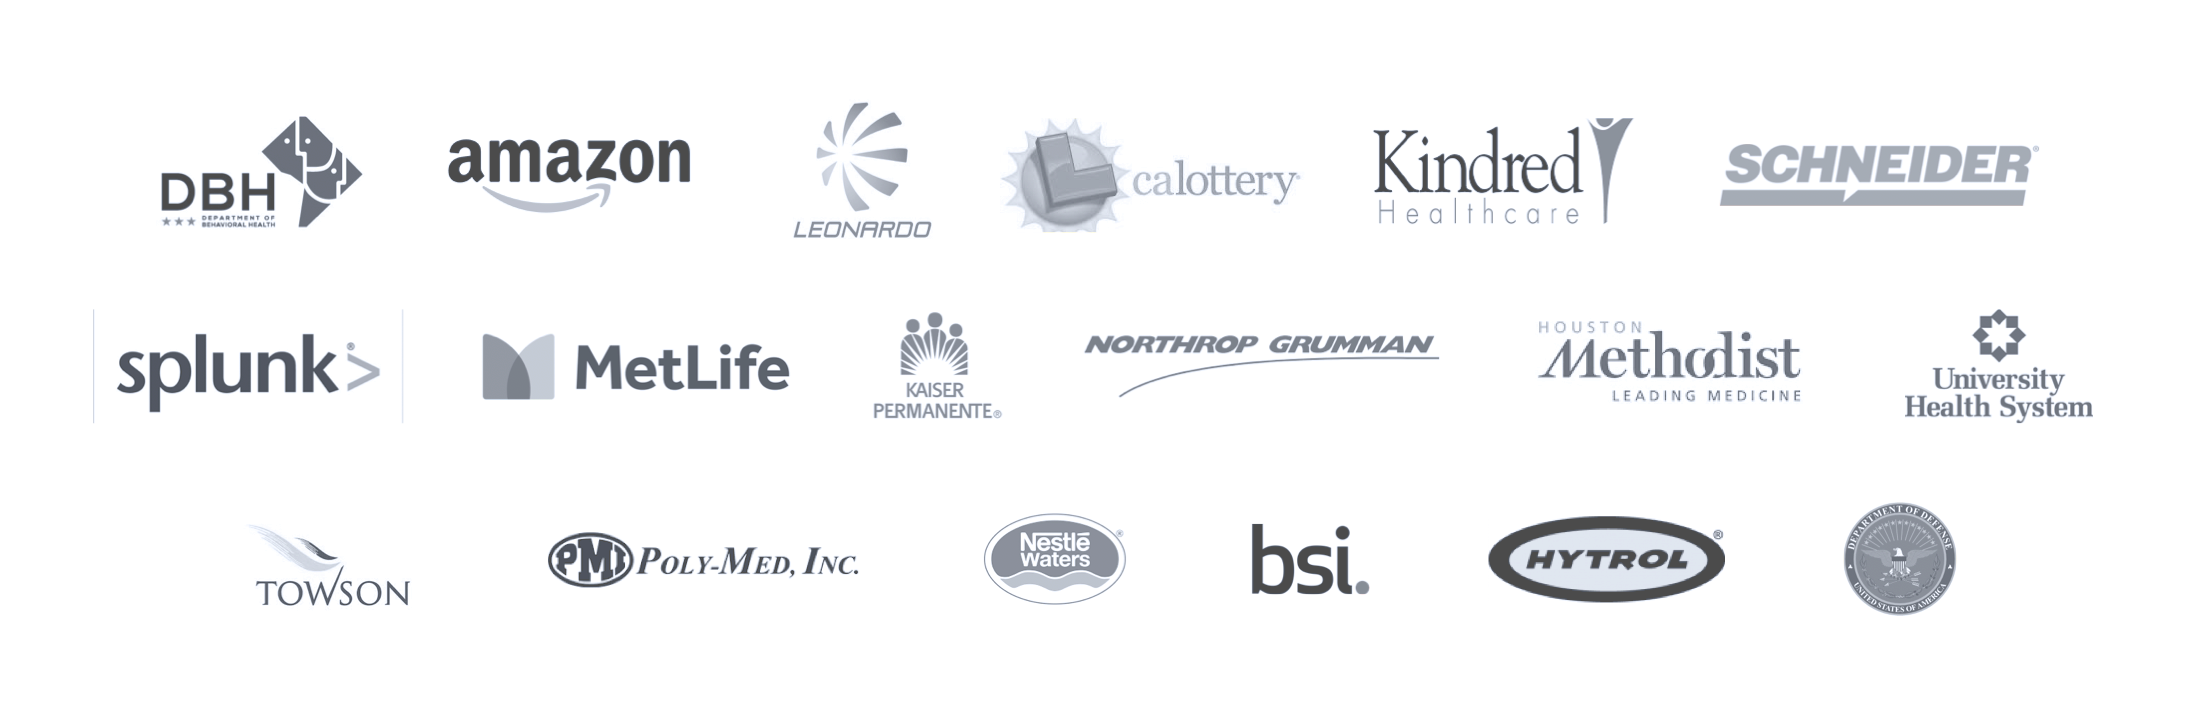 DBH
DEPARTMENT OF
BEHAVIORAL HEALTH
amazon
LEONARDO
calottery
Kindred
Healthcare
SCHNEIDER®
splunk®>
MetLife
KAISER
PERMANENTE®
NORTHROP GRUMMAN
HOUSTON
Methodist
LEADING MEDICINE
University
Health System
TOWSON
PMI POLY-MED, INC.
Nestlé
Waters
®
bsi.
HYTROL®
DEPARTMENT OF DEFENSE
UNITED STATES OF AMERICA